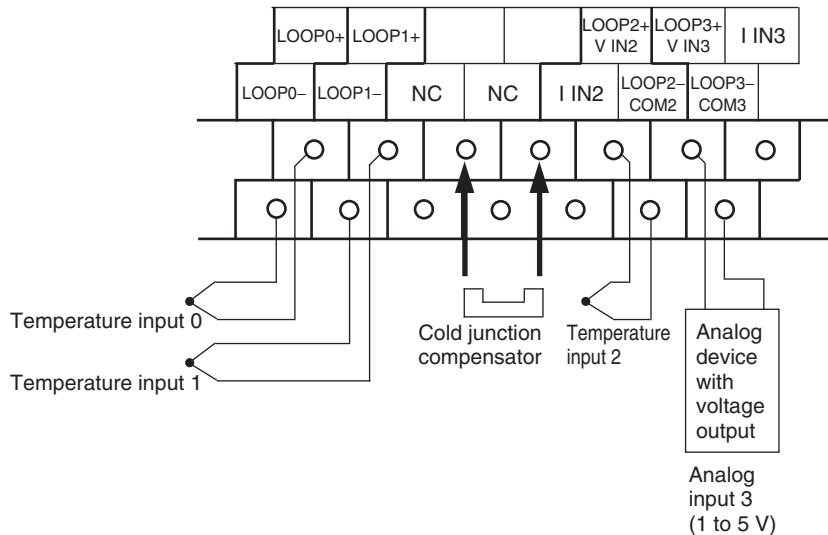 LOOP0+ LOOP1+ LOOP2+ V IN2 LOOP3+ V IN3 I IN3
LOOP0− LOOP1− NC NC I IN2 LOOP2− COM2 LOOP3− COM3
Temperature input 0
Temperature input 1
Cold junction
compensator
Temperature
input 2
Analog
device
with
voltage
output
Analog
input 3
(1 to 5 V)